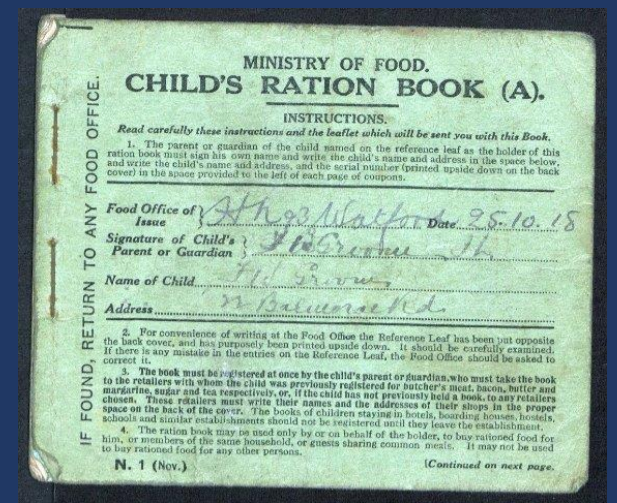 MINISTRY OF FOOD.
CHILD'S RATION BOOK (A).
INSTRUCTIONS.
Read carefully these instructions and the leaflet which will be sent you with this Book.
1. The parent or guardian of the child named on the reference leaf as the holder of this
ration book must sign his own name and write the child's name and address in the space below,
and write the child's name and address, and the serial number (printed upside down on the back
cover) in the space provided to the left of each page of coupons.
Food Office of Issue } Watford Date 25.10.18
Signature of Child's Parent or Guardian }
Name of Child
Address
2. For convenience of writing at the Food Office the Reference Leaf has been put opposite
the back cover, and has purposely been printed upside down. It should be carefully examined.
If there is any mistake in the entries on the Reference Leaf, the Food Office should be asked to
correct it.
3. The book must be registered at once by the child's parent or guardian, who must take the book
to the retailers with whom the child was previously registered for butcher's meat, bacon, butter and
margarine, sugar and tea respectively, or, if the child has not previously held a book, to any retailers
chosen. These retailers must write their names and the addresses of their shops in the proper
space on the back of the cover. The books of children staying in hotels, boarding houses, hostels,
schools and similar establishments should not be registered until they leave the establishment.
4. The ration book may be used only by or on behalf of the holder, to buy rationed food for
him, or members of the same household, or guests sharing common meals. It may not be used
to buy rationed food for any other persons.
N. 1 (Nov.) [Continued on next page.
IF FOUND, RETURN TO ANY FOOD OFFICE.